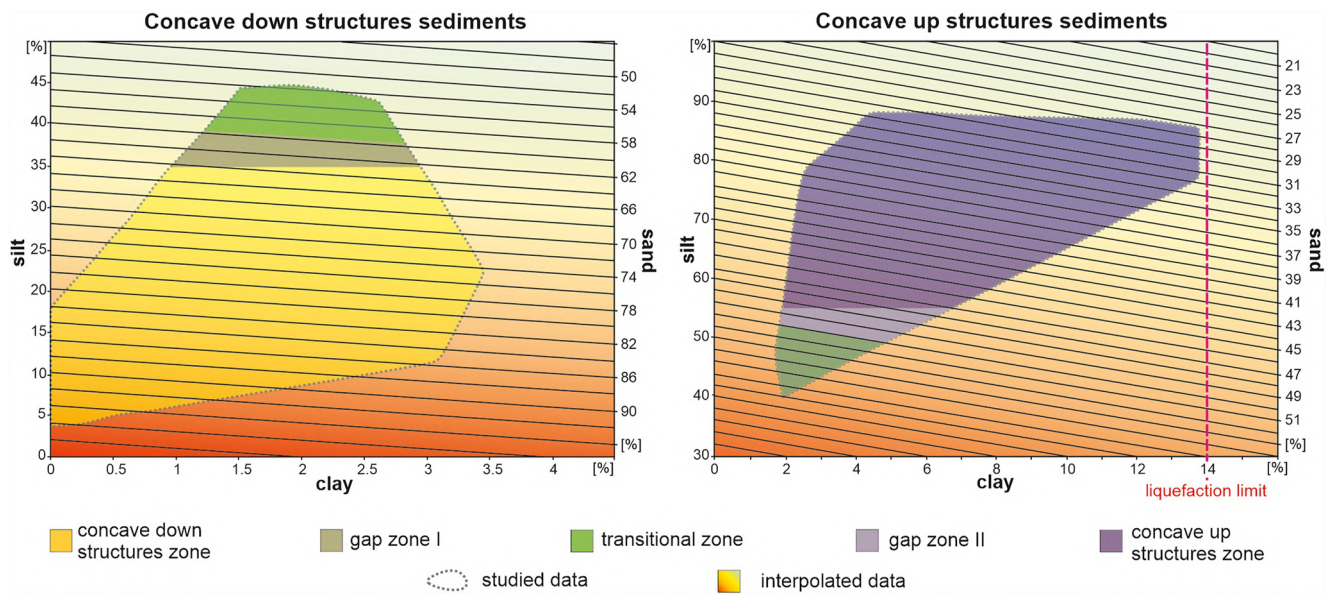 Concave down structures sediments
[%]
45
40
35
30
25
20
15
10
5
0
silt
50
54
58
62
66
70
74
78
82
86
90
[%]
sand
0 0.5 1 1.5 2 2.5 3 3.5 4 [%]
clay
Concave up structures sediments
[%]
90
80
70
60
50
40
30
silt
21
23
25
27
29
31
33
35
37
39
41
43
45
47
49
51
[%]
sand
0 2 4 6 8 10 12 14 [%]
clay
liquefaction limit
concave down
structures zone
gap zone I
transitional zone
gap zone II
concave up
structures zone
studied data
interpolated data